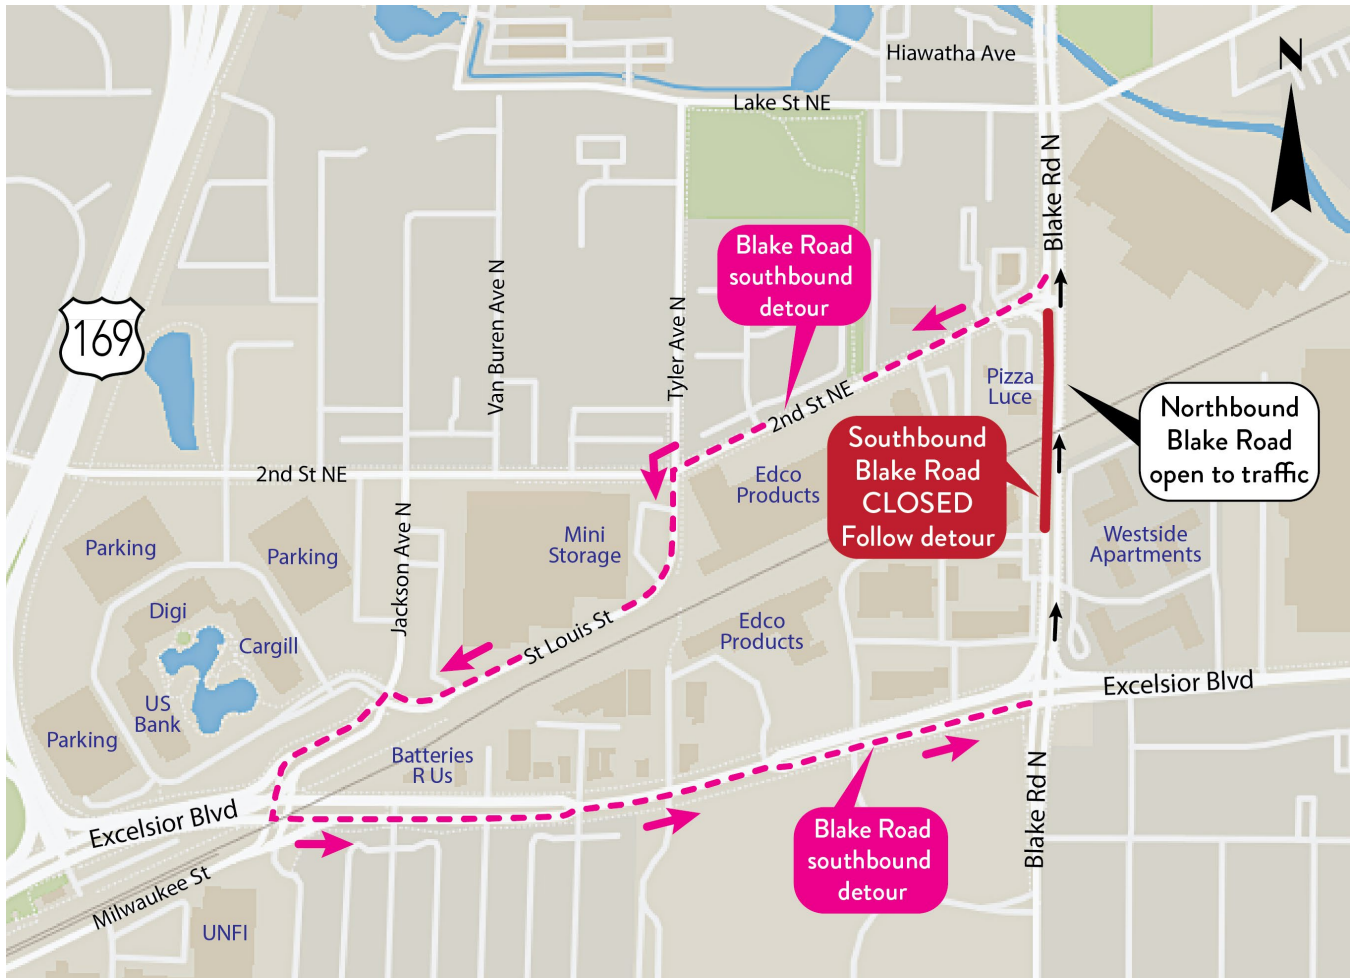 Hiawatha Ave
N
Lake St NE
Blake Rd N
Blake Road
southbound
detour
169
Van Buren Ave N
Tyler Ave N
Pizza
Luce
Northbound
Blake Road
open to traffic
2nd St NE
Southbound
Blake Road
CLOSED
Follow detour
2nd St NE
Edco
Products
Jackson Ave N
Mini
Storage
Westside
Apartments
Parking
Parking
Digi
Cargill
St Louis St
Edco
Products
US
Bank
Parking
Excelsior Blvd
Batteries
R Us
Blake Rd N
Excelsior Blvd
Blake Road
southbound
detour
Milwaukee St
UNFI